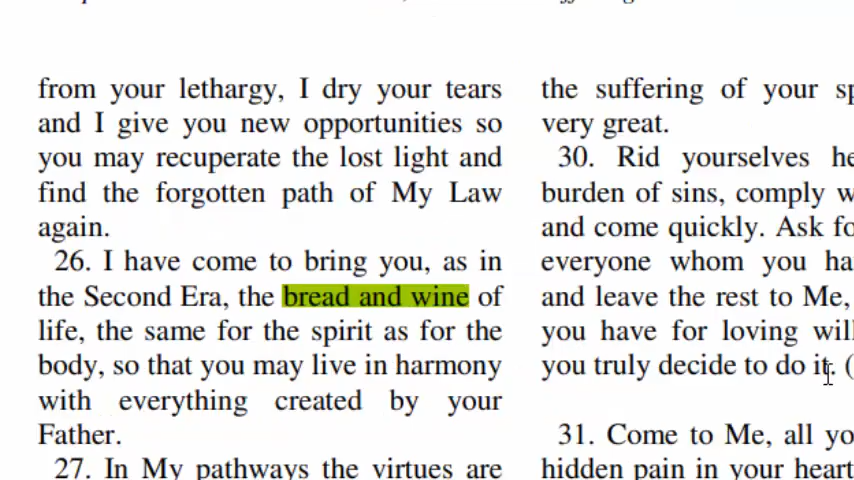 from your lethargy, I dry your tears
and I give you new opportunities so
you may recuperate the lost light and
find the forgotten path of My Law
again.
26. I have come to bring you, as in
the Second Era, the bread and wine of
life, the same for the spirit as for the
body, so that you may live in harmony
with everything created by your
Father.
27. In My pathways the virtues are
the suffering of your
very great.
30. Rid yourselves
burden of sins, comply
and come quickly. Ask
everyone whom you
and leave the rest to Me,
you have for loving
you truly decide to do it. (
31. Come to Me, all
hidden pain in your